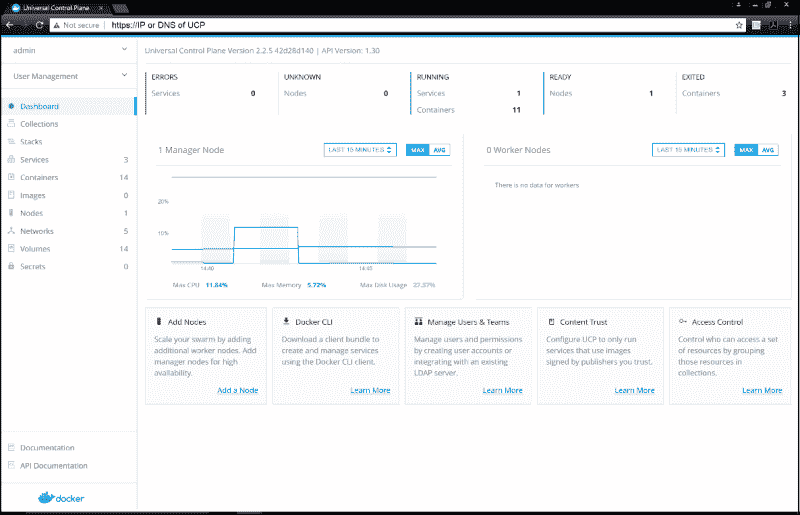 Universal Control Plane
Not secure | https://IP or DNS of UCP
admin
User Management
Dashboard
Collections
Stacks
Services 3
Containers 14
Images 0
Nodes 1
Networks 5
Volumes 14
Secrets 0
Documentation
API Documentation
docker
Universal Control Plane Version 2.2.5 42d28d140 | API Version: 1.30
ERRORS
Services 0
UNKNOWN
Nodes 0
RUNNING
Services 1
Containers 11
READY
Nodes 1
EXITED
Containers 3
1 Manager Node
LAST 15 MINUTES
MAX AVG
20%
10%
14:40 14:45
Max CPU 11.84% Max Memory 5.72% Max Disk Usage 27.37%
0 Worker Nodes
LAST 15 MINUTES
MAX AVG
There is no data for workers
Add Nodes
Scale your swarm by adding
additional worker nodes. Add
manager nodes for high
availability.
Add a Node
Docker CLI
Download a client bundle to
create and manage services
using the Docker CLI client.
Learn More
Manage Users & Teams
Manage users and permissions
by creating user accounts or
integrating with an existing
LDAP server.
Learn More
Content Trust
Configure UCP to only run
services that use images
signed by publishers you trust.
Learn More
Access Control
Control who can access a set
of resources by grouping
those resources in
collections.
Learn More